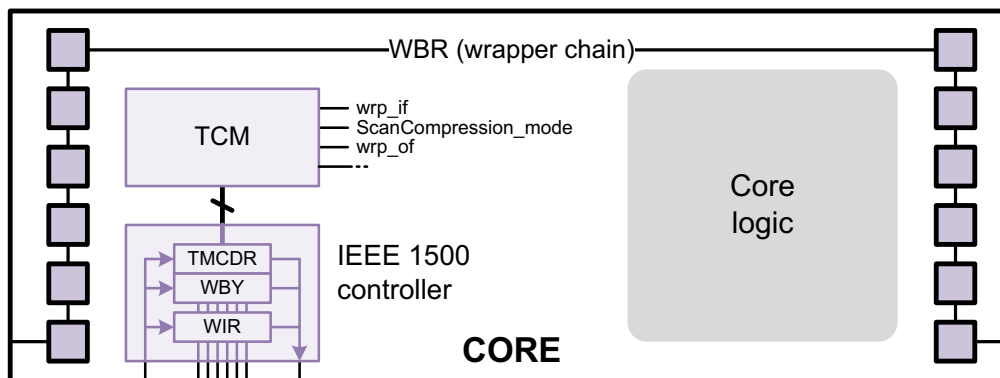 WBR (wrapper chain)
TCM
wrp_if
ScanCompression_mode
wrp_of
Core
logic
TMCDR
WBY
WIR
IEEE 1500
controller
CORE